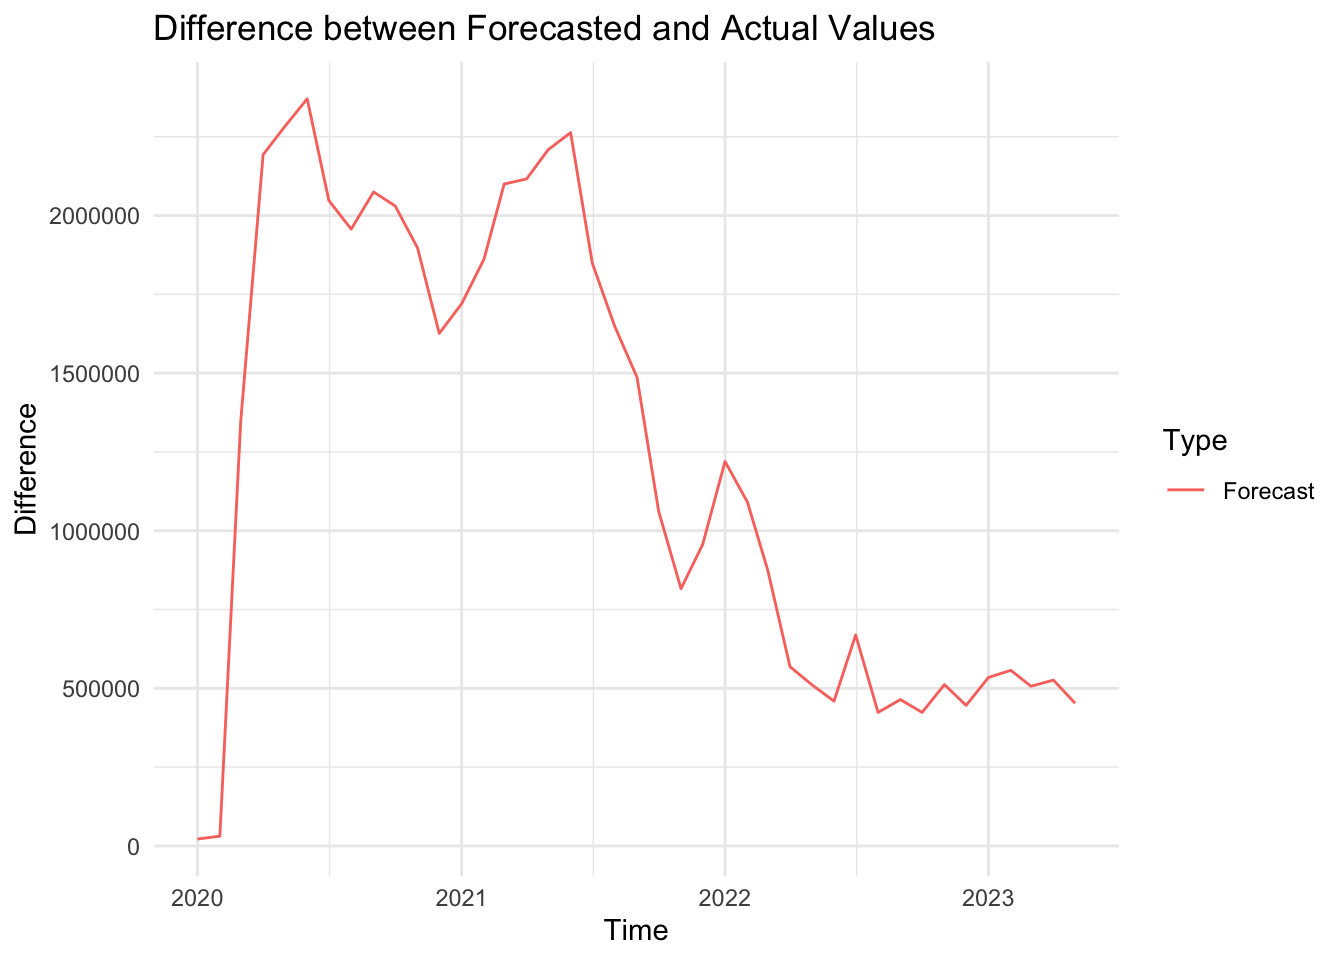 Difference between Forecasted and Actual Values
2000000
1500000
1000000
500000
0
Difference
2020
2021
2022
2023
Time
Type
Forecast